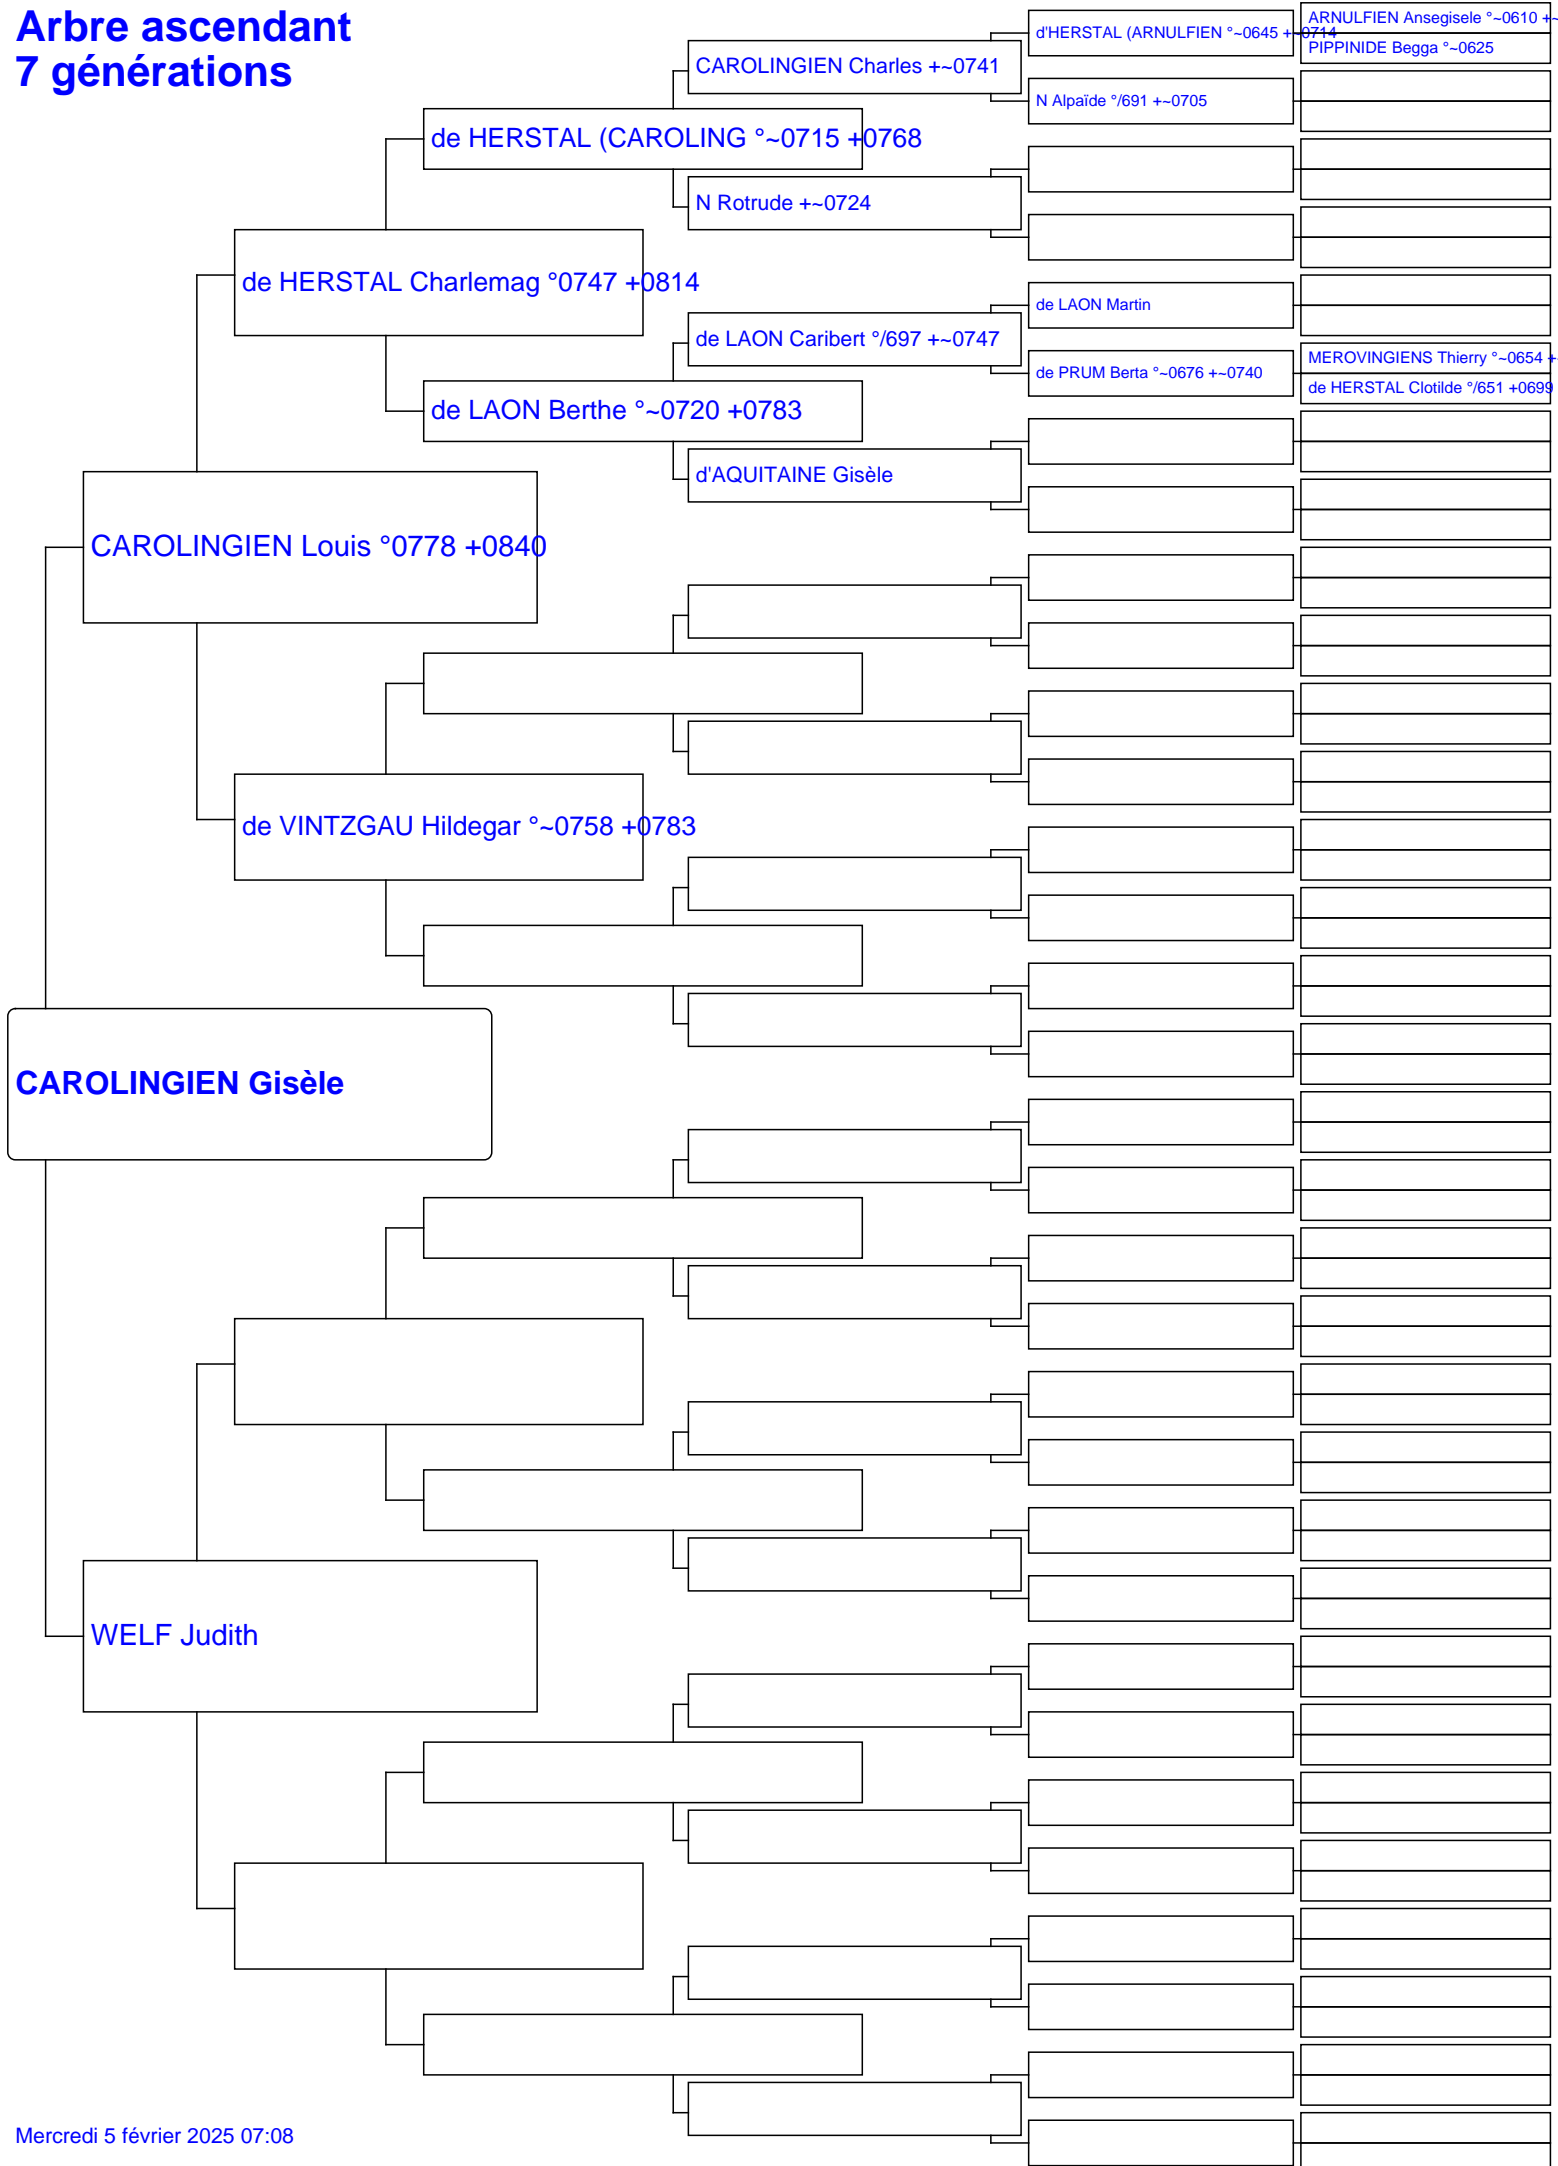 Arbre ascendant
7 générations
d'HERSTAL (ARNULFIEN °~0645 +~0714
ARNULFIEN Ansegisele °~0610 +~
PIPPINIDE Begga °~0625
CAROLINGIEN Charles +~0741
N Alpaïde °/691 +~0705
de HERSTAL (CAROLING °~0715 +0768
N Rotrude +~0724
de HERSTAL Charlemag °0747 +0814
de LAON Martin
de LAON Caribert °/697 +~0747
MEROVINGIENS Thierry °~0654 +
de PRUM Berta °~0676 +~0740
de HERSTAL Clotilde °/651 +0699
de LAON Berthe °~0720 +0783
d'AQUITAINE Gisèle
CAROLINGIEN Louis °0778 +0840
de VINTZGAU Hildegar °~0758 +0783
CAROLINGIEN Gisèle
WELF Judith
Mercredi 5 février 2025 07:08